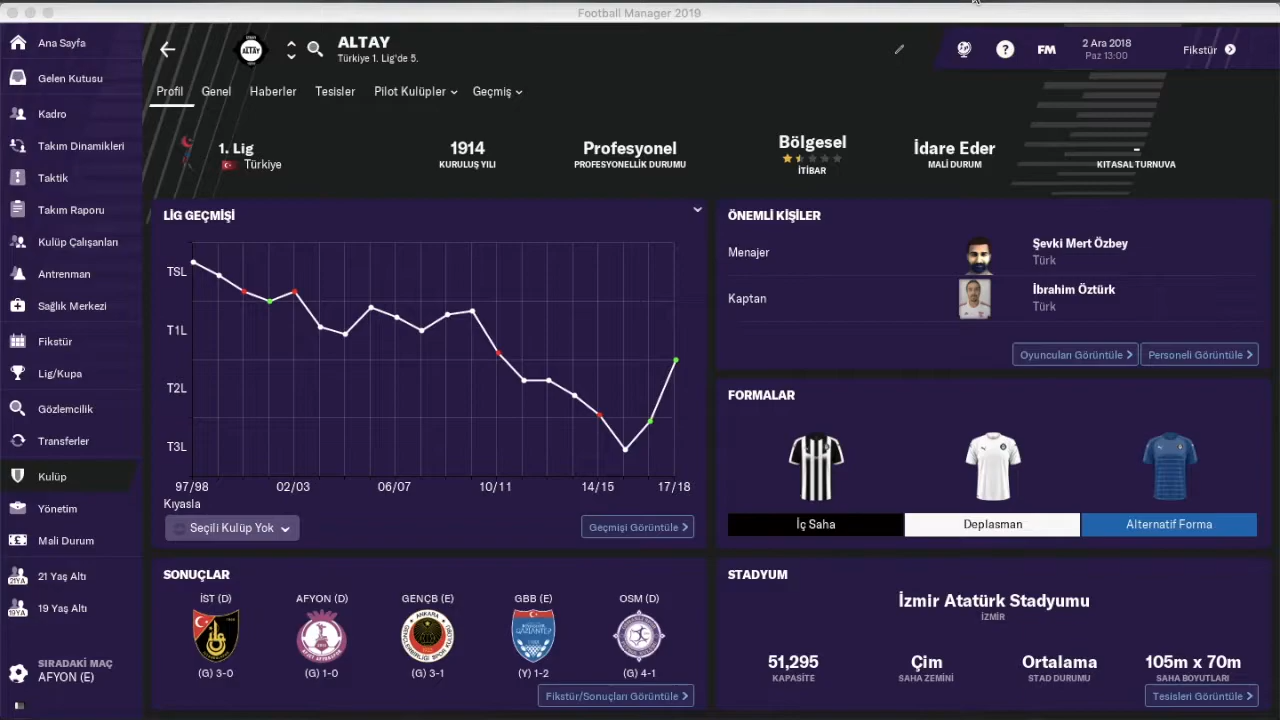 Football Manager 2019
Ana Sayfa
Gelen Kutusu
Kadro
Takım Dinamikleri
Taktik
Takım Raporu
Kulüp Çalışanları
Antrenman
Sağlık Merkezi
Fikstür
Lig/Kupa
Gözlemcilik
Transferler
Kulüp
Yönetim
Mali Durum
21YA
21 Yaş Altı
19YA
19 Yaş Altı
SIRADAKİ MAÇ
AFYON (E)
ALTAY
ALTAY
Türkiye 1. Lig'de 5.
?
FM
2 Ara 2018
Paz 13:00
Fikstür
Profil Genel Haberler Tesisler Pilot Kulüpler Geçmiş
1. Lig
Türkiye
1914
KURULUŞ YILI
Profesyonel
PROFESYONELLİK DURUMU
Bölgesel
İTİBAR
İdare Eder
MALİ DURUM
-
KITASAL TURNUVA
LİG GEÇMİŞİ
TSL
T1L
T2L
T3L
97/98 02/03 06/07 10/11 14/15 17/18
Kıyasla
Seçili Kulüp Yok
Geçmişi Görüntüle
ÖNEMLİ KİŞİLER
Menajer
Şevki Mert Özbey
Türk
Kaptan
İbrahim Öztürk
Türk
Oyuncuları Görüntüle
Personeli Görüntüle
FORMALAR
İç Saha
Deplasman
Alternatif Forma
SONUÇLAR
İST (D) AFYON (D) GENÇB (E) GBB (E) OSM (D)
(G) 3-0 (G) 1-0 (G) 3-1 (Y) 1-2 (G) 4-1
Fikstür/Sonuçları Görüntüle
STADYUM
İzmir Atatürk Stadyumu
İZMİR
51,295
KAPASİTE
Çim
SAHA ZEMİNİ
Ortalama
STAD DURUMU
105m x 70m
SAHA BOYUTLARI
Tesisleri Görüntüle